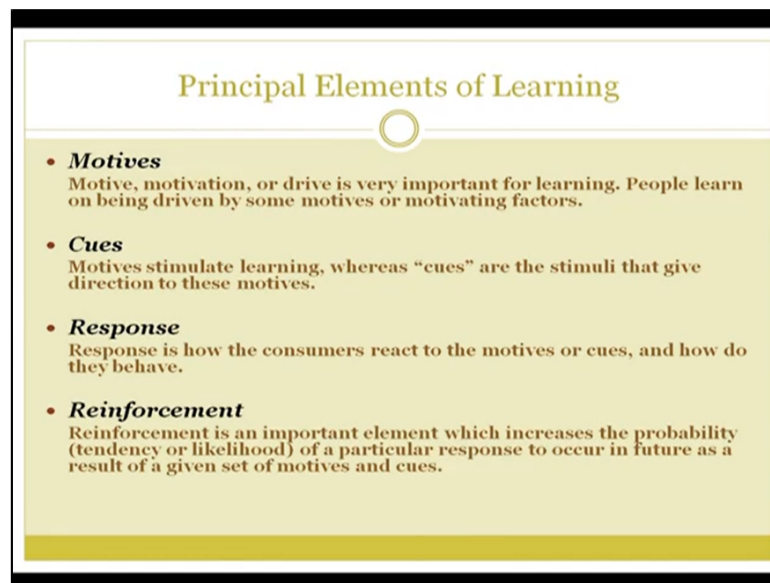 Principal Elements of Learning
• Motives
Motive, motivation, or drive is very important for learning. People learn
on being driven by some motives or motivating factors.
• Cues
Motives stimulate learning, whereas “cues” are the stimuli that give
direction to these motives.
• Response
Response is how the consumers react to the motives or cues, and how do
they behave.
• Reinforcement
Reinforcement is an important element which increases the probability
(tendency or likelihood) of a particular response to occur in future as a
result of a given set of motives and cues.